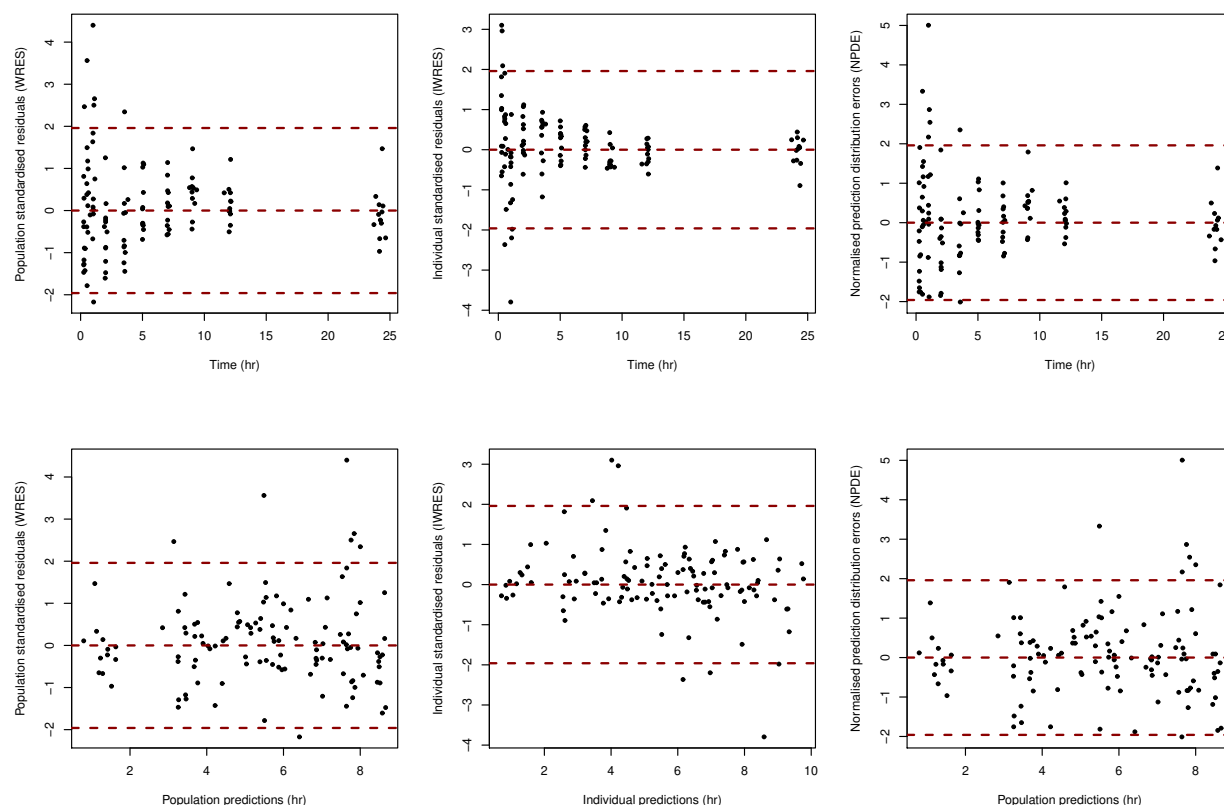 Population standardised residuals (WRES)
4
3
2
1
0
-1
-2
0 5 10 15 20 25
Time (hr)
Individual standardised residuals (IWRES)
3
2
1
0
-1
-2
-3
-4
0 5 10 15 20 25
Time (hr)
Normalised prediction distribution errors (NPDE)
5
4
3
2
1
0
-1
-2
0 5 10 15 20
Time (hr)
Population standardised residuals (WRES)
4
3
2
1
0
-1
-2
2 4 6 8
Population predictions (hr)
Individual standardised residuals (IWRES)
3
2
1
0
-1
-2
-3
-4
2 4 6 8 10
Individual predictions (hr)
Normalised prediction distribution errors (NPDE)
5
4
3
2
1
0
-1
-2
2 4 6 8
Population predictions (hr)